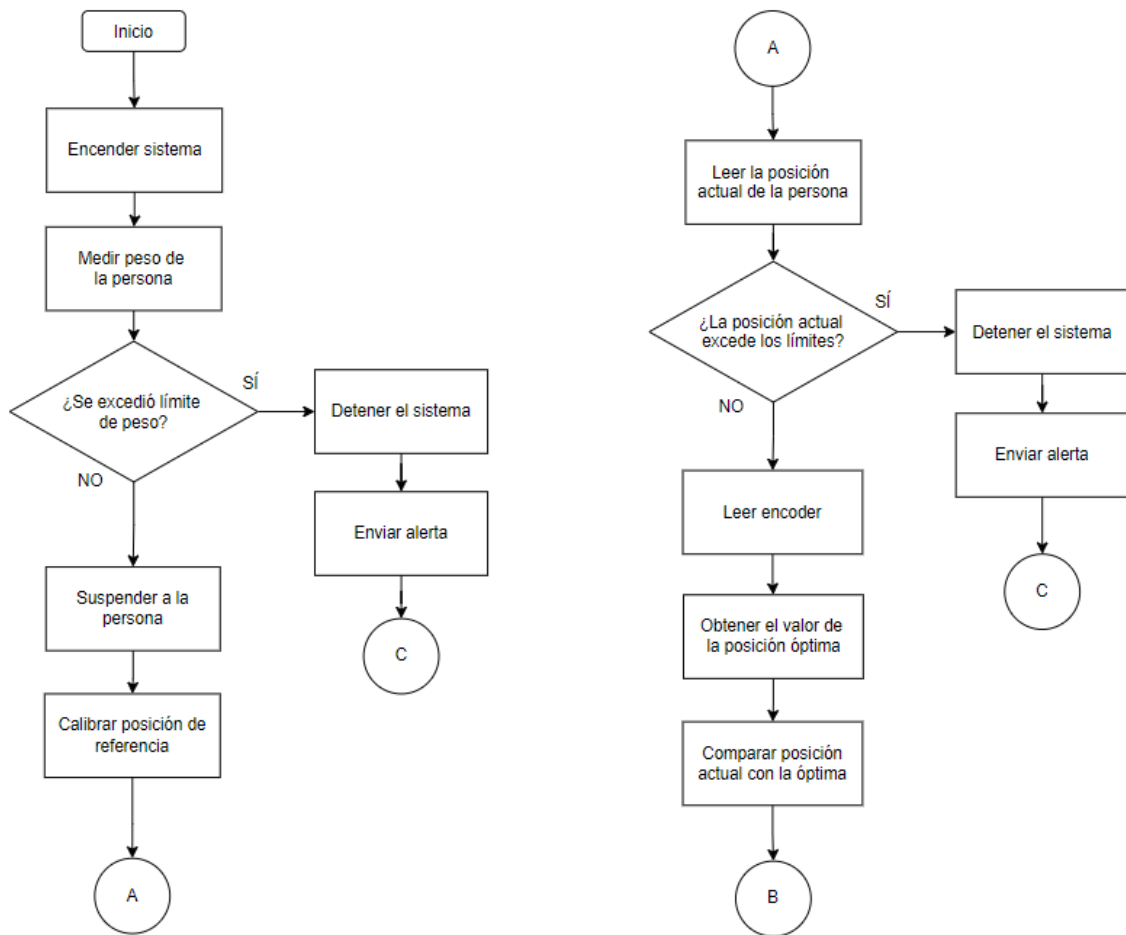 Inicio
Encender sistema
Medir peso de
la persona
¿Se excedió límite
de peso?
SÍ
Detener el sistema
Enviar alerta
C
NO
Suspender a la
persona
Calibrar posición de
referencia
A
A
Leer la posición
actual de la persona
¿La posición actual
excede los límites?
SÍ
Detener el sistema
Enviar alerta
C
NO
Leer encoder
Obtener el valor de
la posición óptima
Comparar posición
actual con la óptima
B